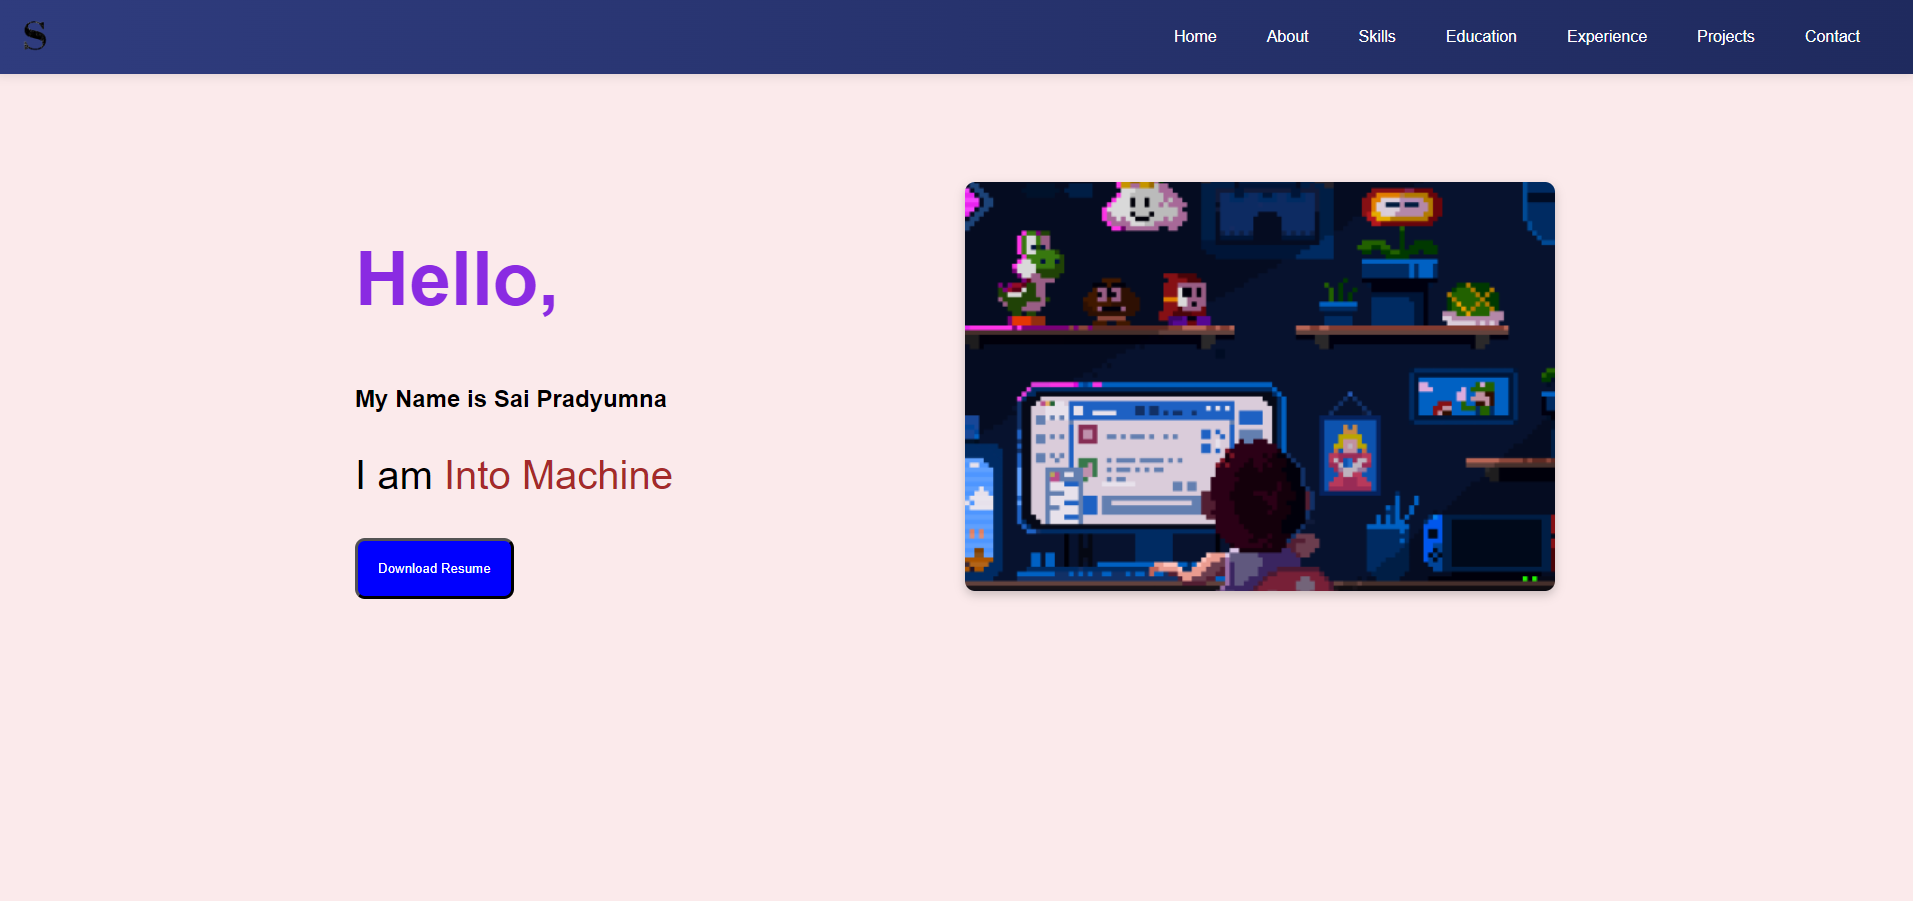 S
Home About Skills Education Experience Projects Contact
Hello,
My Name is Sai Pradyumna
I am Into Machine
Download Resume